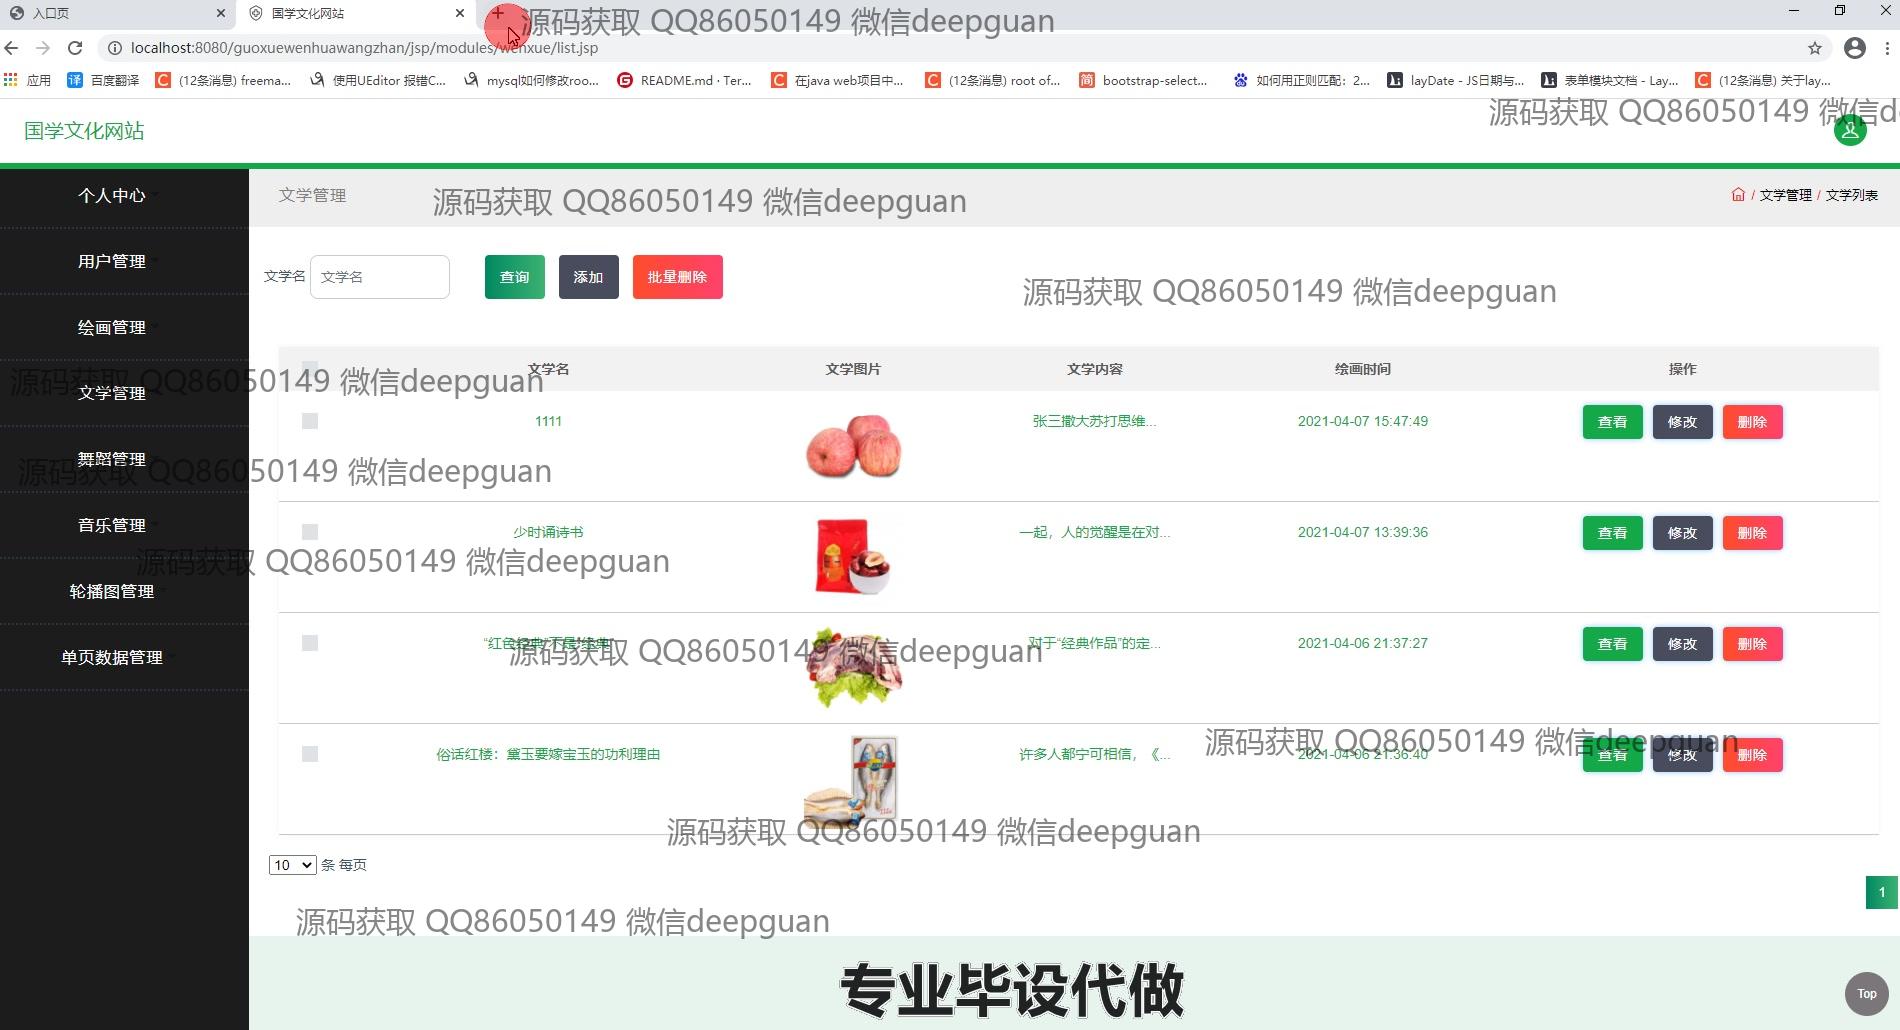 入口页
国学文化网站
源码获取 QQ86050149 微信deepguan
localhost:8080/guoxuewenhuawangzhan/jsp/modules/wenxue/list.jsp
应用 百度翻译 (12条消息) freema... 使用UEditor 报错C... mysql如何修改roo... README.md · Ter... 在java web项目中... (12条消息) root of... bootstrap-select... 如何用正则匹配：2... layDate - JS日期与... 表单模块文档 - Lay... (12条消息) 关于lay...
源码获取 QQ86050149 微信d
国学文化网站
个人中心
用户管理
绘画管理
文学管理
舞蹈管理
音乐管理
轮播图管理
单页数据管理
文学管理
源码获取 QQ86050149 微信deepguan
/ 文学管理 / 文学列表
文学名 文学名 查询 添加 批量删除
源码获取 QQ86050149 微信deepguan
文学名 文学图片 文学内容 绘画时间 操作
源码获取 QQ86050149 微信deepguan
1111 张三撒大苏打思维... 2021-04-07 15:47:49 查看 修改 删除
源码获取 QQ86050149 微信deepguan
少时诵诗书 一起，人的觉醒是在对... 2021-04-07 13:39:36 查看 修改 删除
源码获取 QQ86050149 微信deepguan
“红色经典”不是“经典” 对于“经典作品”的定... 2021-04-06 21:37:27 查看 修改 删除
源码获取 QQ86050149 微信deepguan
俗话红楼：黛玉要嫁宝玉的功利理由 许多人都宁可相信，《... 2021-04-06 21:36:40 查看 修改 删除
源码获取 QQ86050149 微信deepguan
源码获取 QQ86050149 微信deepguan
10 条 每页
1
源码获取 QQ86050149 微信deepguan
专业毕设代做
Top